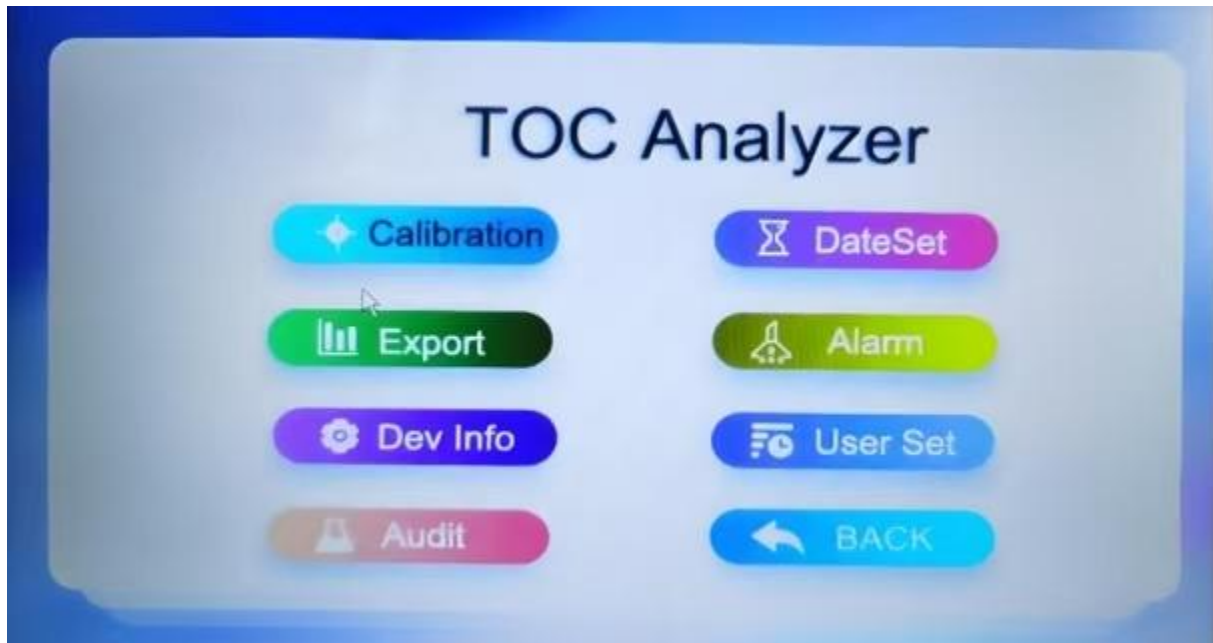 TOC Analyzer
Calibration
DateSet
Export
Alarm
Dev Info
User Set
Audit
BACK